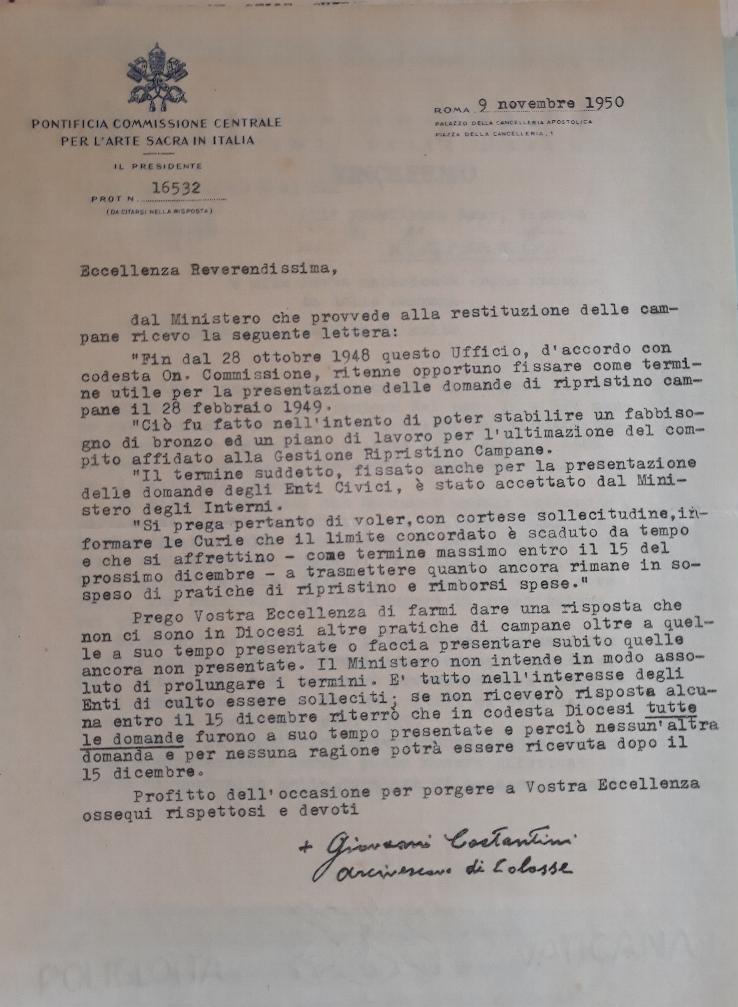 PONTIFICIA COMMISSIONE CENTRALE
PER L'ARTE SACRA IN ITALIA
IL PRESIDENTE
PROT N. 16532
(DA CITARSI NELLA RISPOSTA)
ROMA 9 novembre 1950
PALAZZO DELLA CANCELLERIA APOSTOLICA
PIAZZA DELLA CANCELLERIA, 1
Eccellenza Reverendissima,
dal Ministero che provvede alla restituzione delle cam-
pane ricevo la seguente lettera:
"Fin dal 28 ottobre 1948 questo Ufficio, d'accordo con
codesta On. Commissione, ritenne opportuno fissare come termi-
ne utile per la presentazione delle domande di ripristino cam-
pane il 28 febbraio 1949.
"Ciò fu fatto nell'intento di poter stabilire un fabbiso-
gno di bronzo ed un piano di lavoro per l'ultimazione del com-
pito affidato alla Gestione Ripristino Campane.
"Il termine suddetto, fissato anche per la presentazione
delle domande degli Enti Civici, è stato accettato dal Mini-
stero degli Interni.
"Si prega pertanto di voler,con cortese sollecitudine,in-
formare le Curie che il limite concordato è scaduto da tempo
e che si affrettino - come termine massimo entro il 15 del
prossimo dicembre - a trasmettere quanto ancora rimane in so-
speso di pratiche di ripristino e rimborsi spese."
Prego Vostra Eccellenza di farmi dare una risposta che
non ci sono in Diocesi altre pratiche di campane oltre a quel-
le a suo tempo presentate o faccia presentare subito quelle
ancora non presentate. Il Ministero non intende in modo asso-
luto di prolungare i termini. E' tutto nell'interesse degli
Enti di culto essere solleciti; se non riceverò risposta alcu-
na entro il 15 dicembre riterrò che in codesta Diocesi tutte
le domande furono a suo tempo presentate e perciò nessun'altra
domanda e per nessuna ragione potrà essere ricevuta dopo il
15 dicembre.
Profitto dell'occasione per porgere a Vostra Eccellenza
ossequi rispettosi e devoti
+ Giovanni Costantini
arcivescovo di Colosse